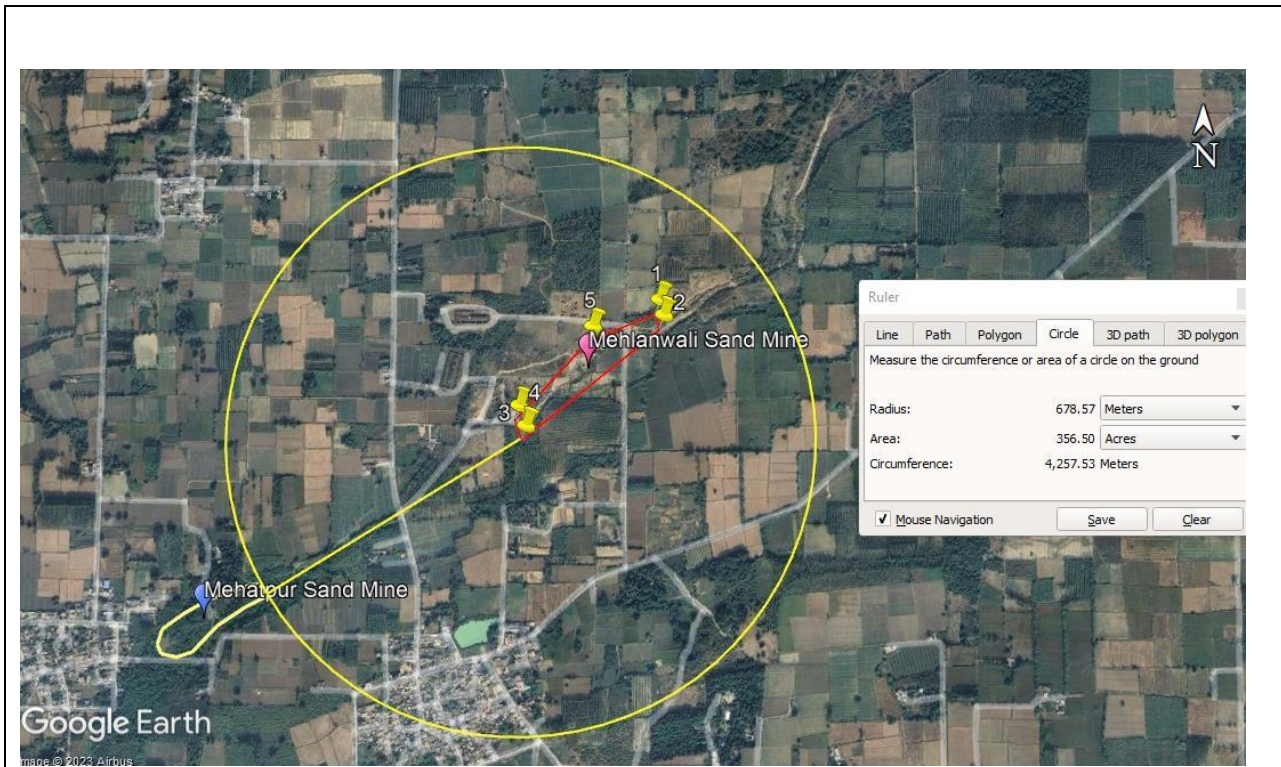 N
1
2
5
Mehlanwali Sand Mine
4
3
Mehatpur Sand Mine
Ruler
Line Path Polygon Circle 3D path 3D polygon
Measure the circumference or area of a circle on the ground
Radius: 678.57 Meters
Area: 356.50 Acres
Circumference: 4,257.53 Meters
Mouse Navigation Save Clear
Google Earth
mage © 2023 Airbus